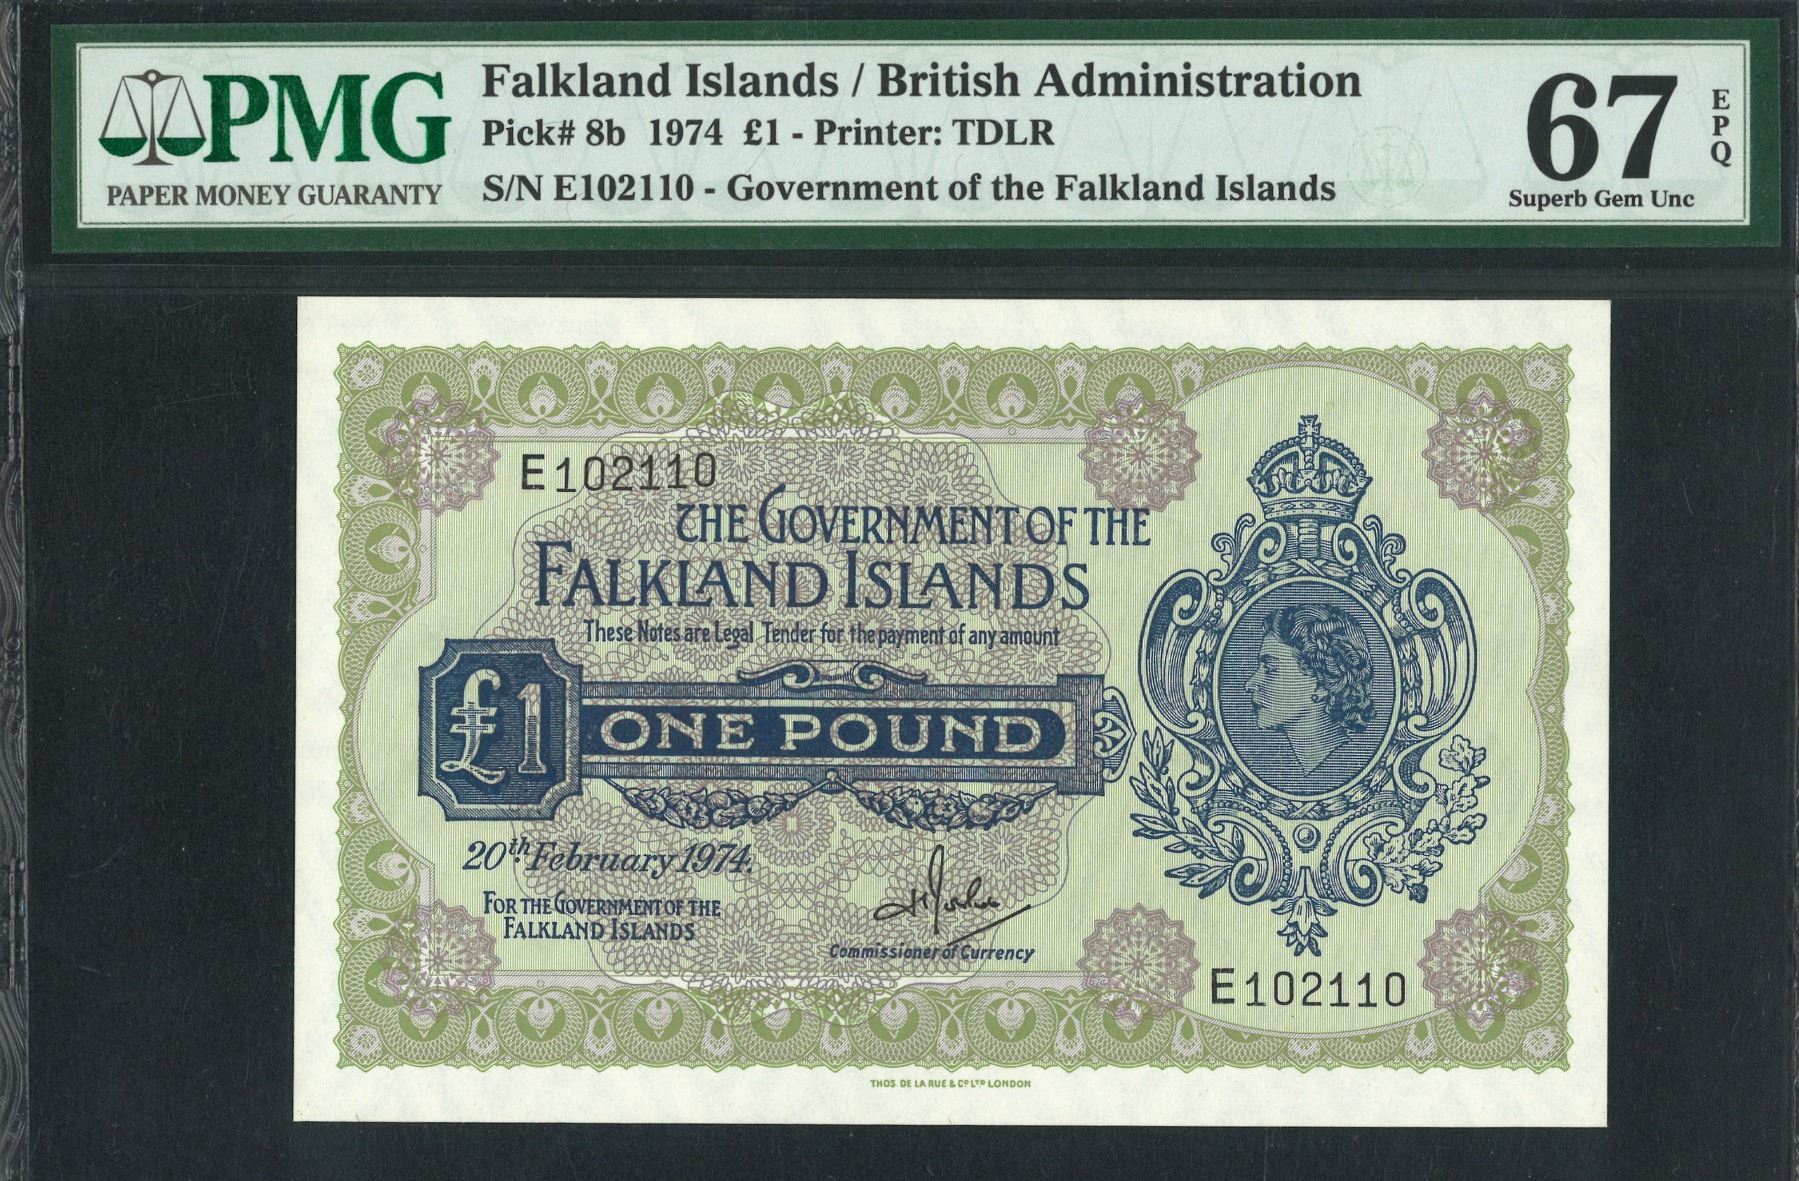 PMG
PAPER MONEY GUARANTY
Falkland Islands / British Administration
Pick# 8b 1974 £1 - Printer: TDLR
S/N E102110 - Government of the Falkland Islands
67
EPQ
Superb Gem Unc
E102110
THE GOVERNMENT OF THE
FALKLAND ISLANDS
These Notes are Legal Tender for the payment of any amount
£1
ONE POUND
20th February 1974.
FOR THE GOVERNMENT OF THE
FALKLAND ISLANDS
Commissioner of Currency
E102110
THOS. DE LA RUE & Co LTD LONDON